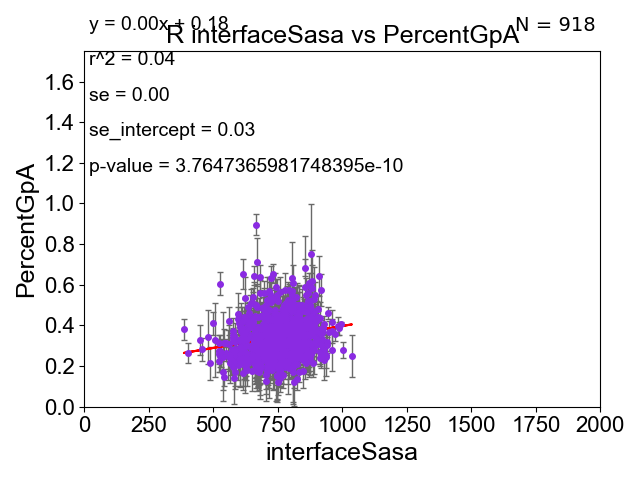 y = 0.00x + 0.18
N = 918
R interfaceSasa vs PercentGpA
r^2 = 0.04
se = 0.00
se_intercept = 0.03
p-value = 3.7647365981748395e-10
PercentGpA
1.6
1.4
1.2
1.0
0.8
0.6
0.4
0.2
0.0
0 250 500 750 1000 1250 1500 1750 2000
interfaceSasa